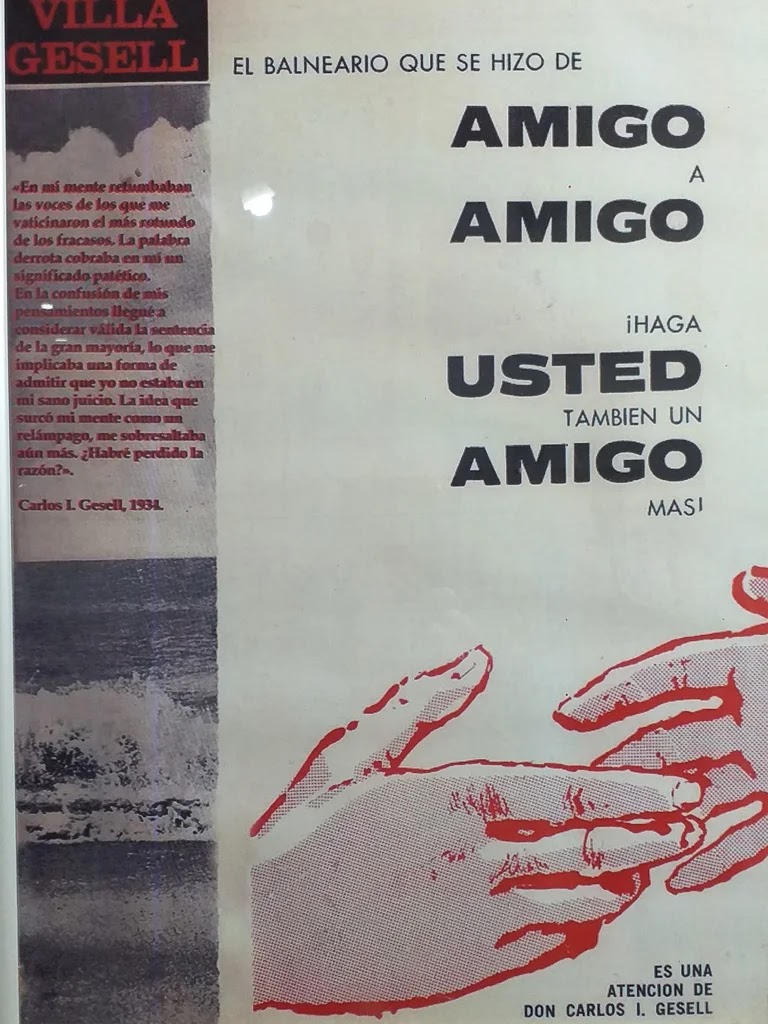 VILLA
GESELL
«En mi mente retumbaban
las voces de los que me
vaticinaron el más rotundo
de los fracasos. La palabra
derrota cobraba en mí un
significado patético.
En la confusión de mis
pensamientos llegué a
considerar válida la sentencia
de la gran mayoría, lo que me
implicaba una forma de
admitir que yo no estaba en
mi sano juicio. La idea que
surcó mi mente como un
relámpago, me sobresaltaba
aún más. ¿Habré perdido la
razón?».
Carlos I. Gesell, 1934.
EL BALNEARIO QUE SE HIZO DE
AMIGO
A
AMIGO
¡HAGA
USTED
TAMBIEN UN
AMIGO
MAS!
ES UNA
ATENCION DE
DON CARLOS I. GESELL